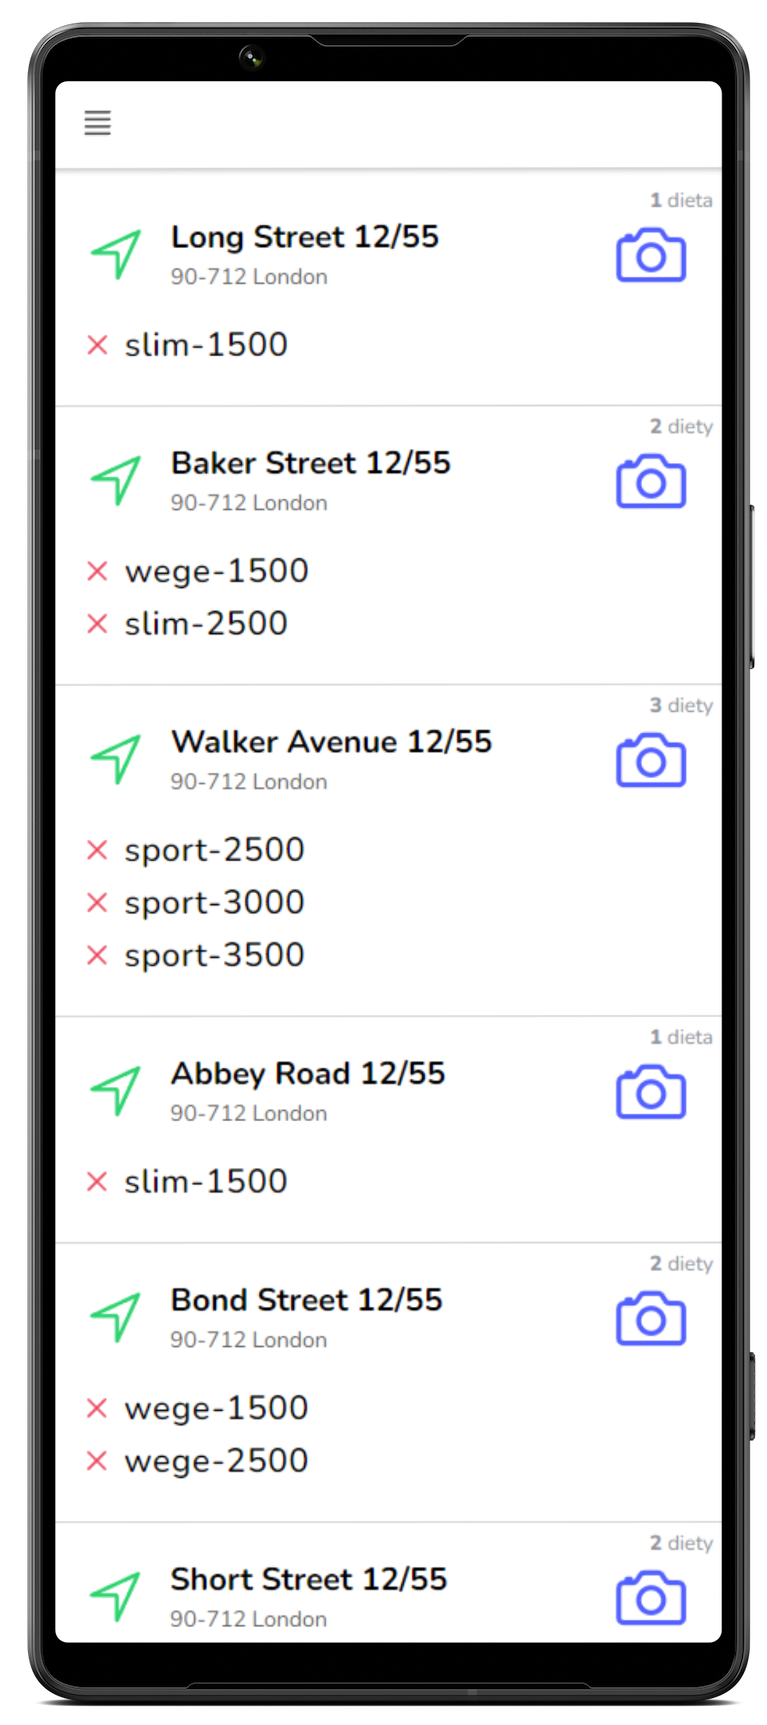 1 dieta
Long Street 12/55
90-712 London
slim-1500
2 diety
Baker Street 12/55
90-712 London
wege-1500
slim-2500
3 diety
Walker Avenue 12/55
90-712 London
sport-2500
sport-3000
sport-3500
1 dieta
Abbey Road 12/55
90-712 London
slim-1500
2 diety
Bond Street 12/55
90-712 London
wege-1500
wege-2500
2 diety
Short Street 12/55
90-712 London